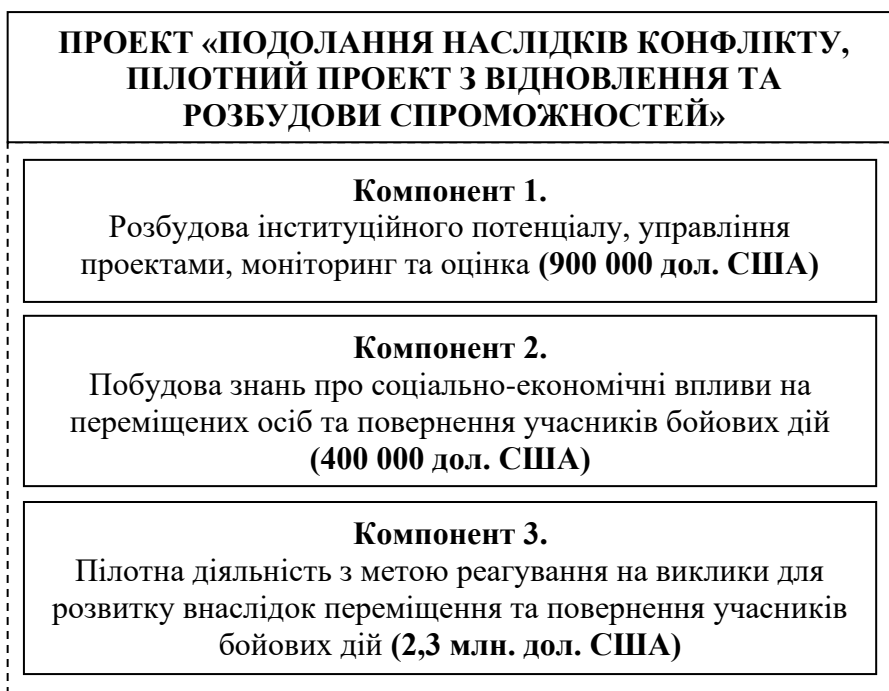 ПРОЕКТ «ПОДОЛАННЯ НАСЛІДКІВ КОНФЛІКТУ,
ПІЛОТНИЙ ПРОЕКТ З ВІДНОВЛЕННЯ ТА
РОЗБУДОВИ СПРОМОЖНОСТЕЙ»
Компонент 1.
Розбудова інституційного потенціалу, управління
проектами, моніторинг та оцінка (900 000 дол. США)
Компонент 2.
Побудова знань про соціально-економічні впливи на
переміщених осіб та повернення учасників бойових дій
(400 000 дол. США)
Компонент 3.
Пілотна діяльність з метою реагування на виклики для
розвитку внаслідок переміщення та повернення учасників
бойових дій (2,3 млн. дол. США)